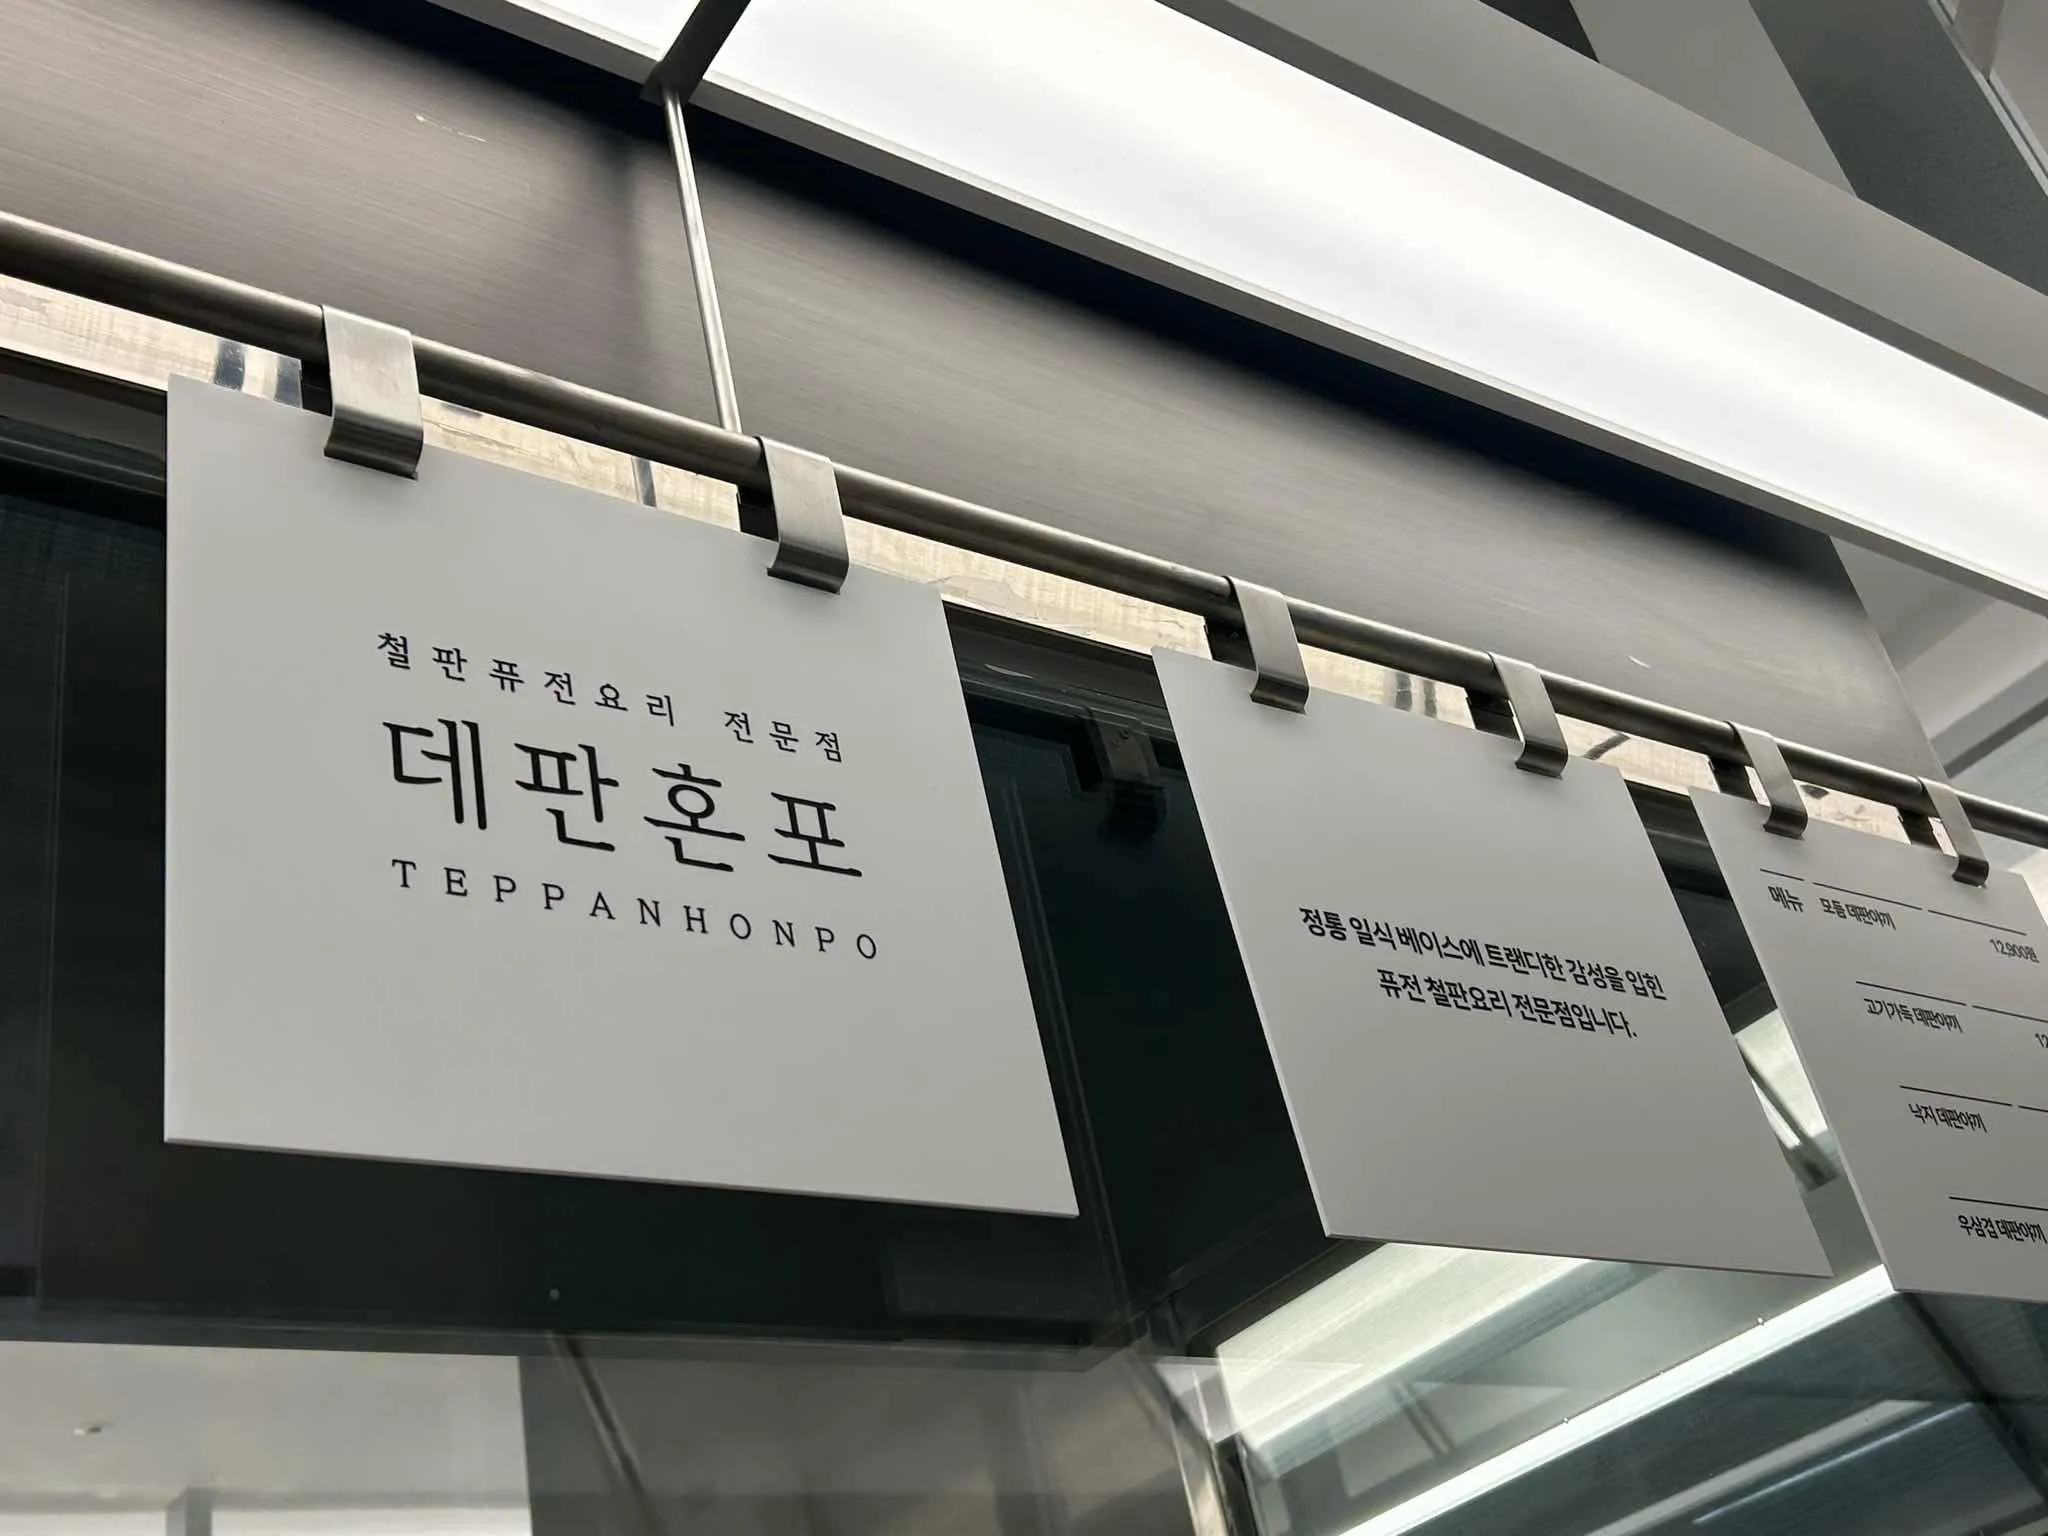 철판퓨전요리 전문점
데판혼포
TEPPANHONPO
정통 일식 베이스에 트랜디한 감성을 입힌
퓨전 철판요리 전문점입니다.
메뉴
모듬 데판야끼
12,900원
고기가득 데판야끼
낙지 데판야끼
우삼겹 데판야끼